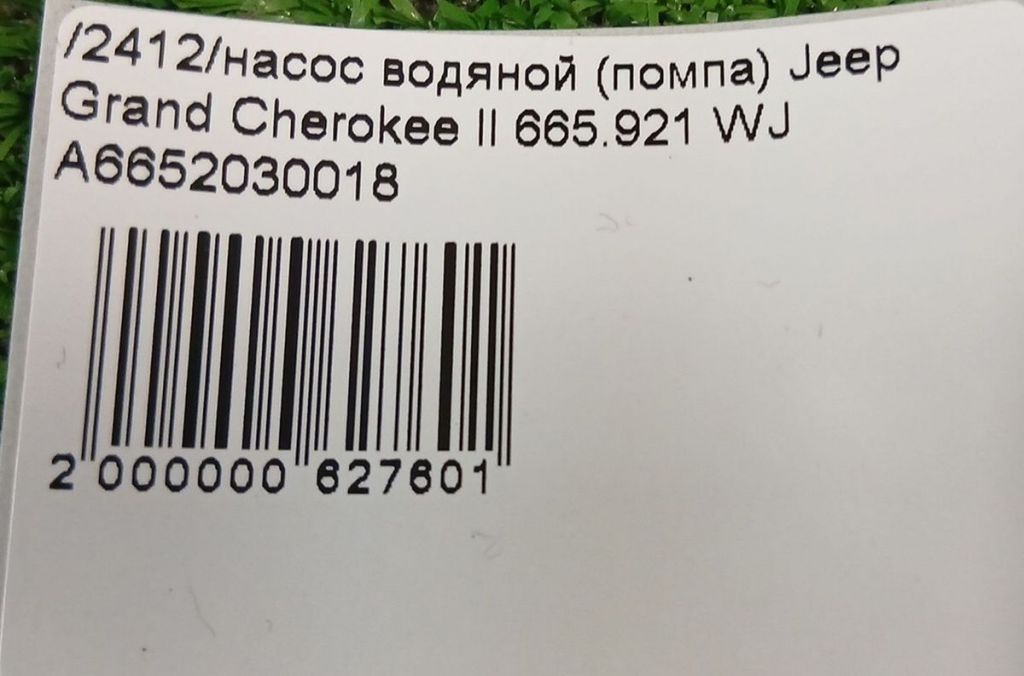 /2412/насос водяной (помпа) Jeep
Grand Cherokee II 665.921 WJ
A6652030018
2 000000 627601